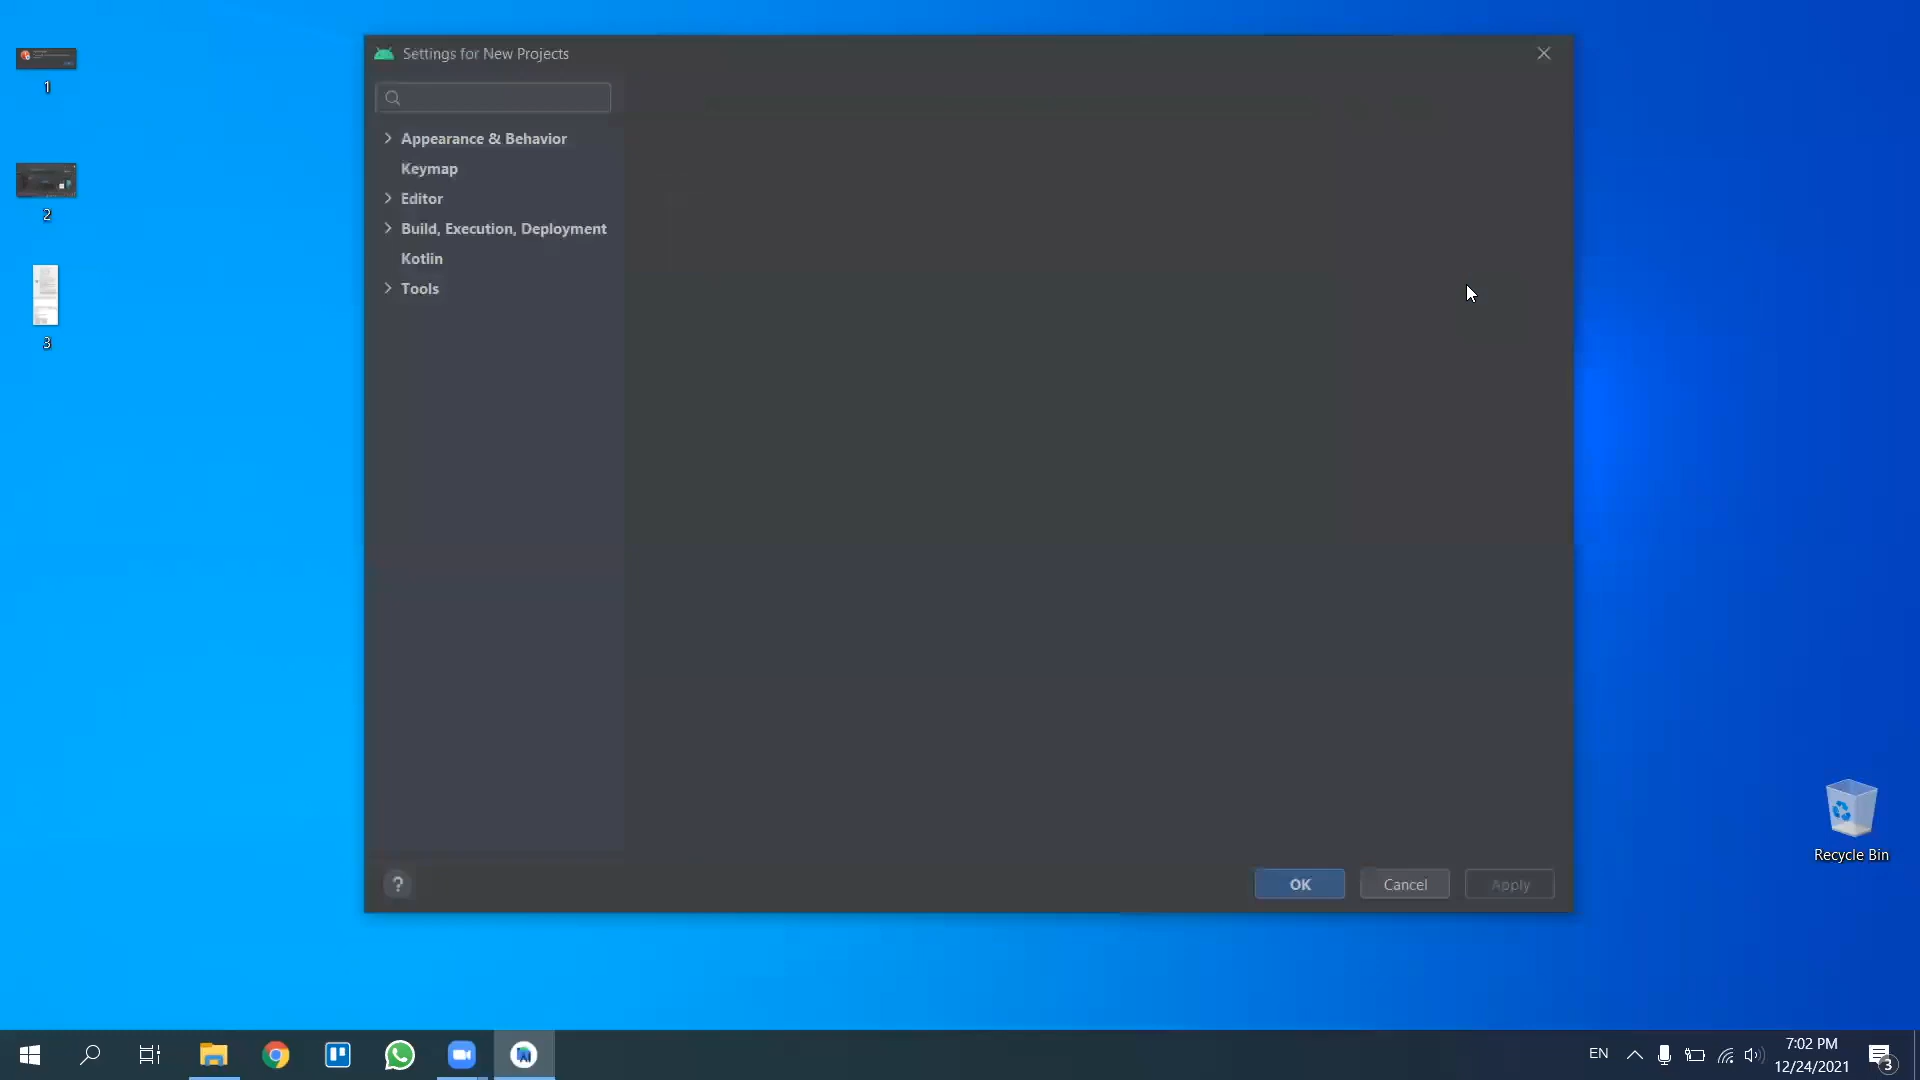 Settings for New Projects
Appearance & Behavior
Keymap
Editor
Build, Execution, Deployment
Kotlin
Tools
?
OK
Cancel
Apply
1
2
3
Recycle Bin
EN
7:02 PM
12/24/2021
3